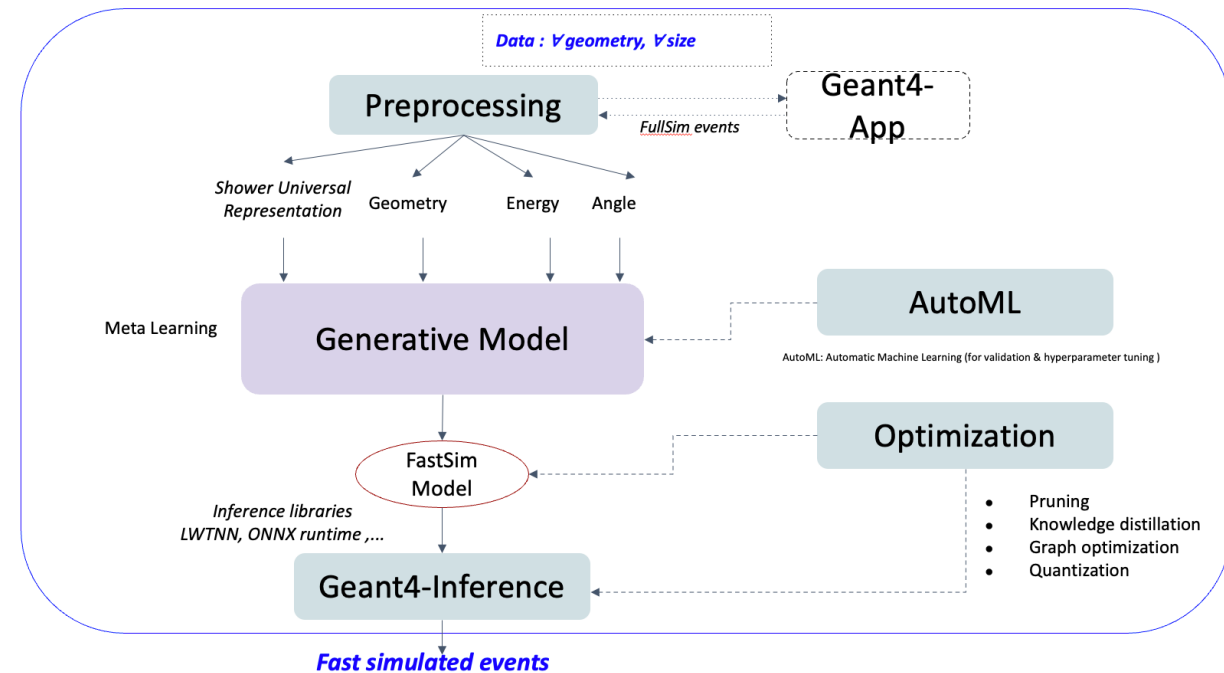 Data : ∀ geometry, ∀ size
Preprocessing
Geant4-
App
FullSim events
Shower Universal
Representation
Geometry
Energy
Angle
Meta Learning
Generative Model
AutoML
AutoML: Automatic Machine Learning (for validation & hyperparameter tuning )
Optimization
FastSim
Model
Inference libraries
LWTNN, ONNX runtime ,...
● Pruning
● Knowledge distillation
● Graph optimization
● Quantization
Geant4-Inference
Fast simulated events